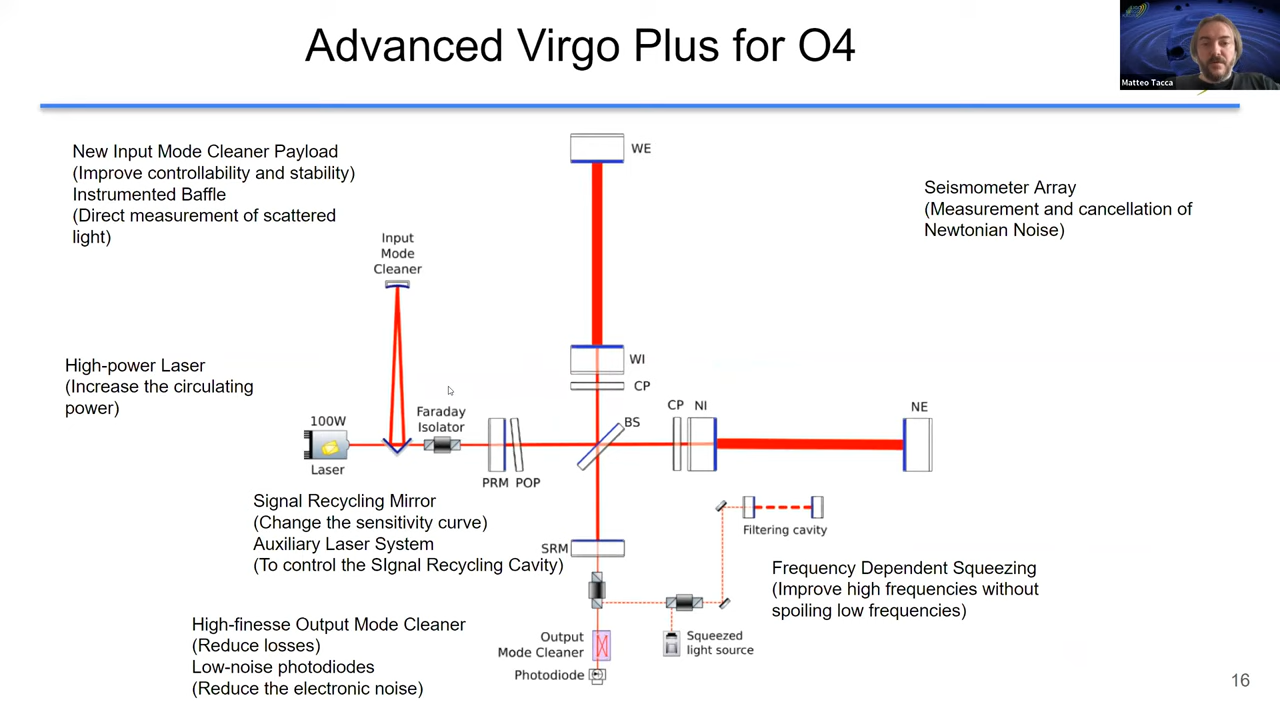 Advanced Virgo Plus for O4
Matteo Tacca
New Input Mode Cleaner Payload
(Improve controllability and stability)
Instrumented Baffle
(Direct measurement of scattered
light)
WE
Seismometer Array
(Measurement and cancellation of
Newtonian Noise)
Input
Mode
Cleaner
High-power Laser
(Increase the circulating
power)
WI
CP
100W
Laser
Faraday
Isolator
PRM
POP
BS
CP
NI
NE
Signal Recycling Mirror
(Change the sensitivity curve)
Auxiliary Laser System
(To control the SIgnal Recycling Cavity)
SRM
Filtering cavity
Frequency Dependent Squeezing
(Improve high frequencies without
spoiling low frequencies)
High-finesse Output Mode Cleaner
(Reduce losses)
Low-noise photodiodes
(Reduce the electronic noise)
Output
Mode Cleaner
Photodiode
Squeezed
light source
16